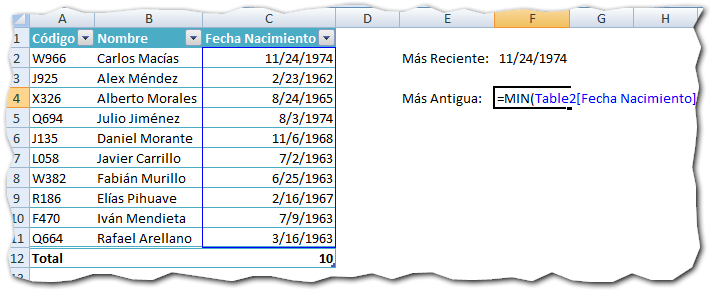 A B C D E F G H
1 Código Nombre Fecha Nacimiento
2 W966 Carlos Macías 11/24/1974 Más Reciente: 11/24/1974
3 J925 Alex Méndez 2/23/1962
4 X326 Alberto Morales 8/24/1965 Más Antigua: =MIN(Table2[Fecha Nacimiento]
5 Q694 Julio Jiménez 8/3/1974
6 J135 Daniel Morante 11/6/1968
7 L058 Javier Carrillo 7/2/1963
8 W382 Fabián Murillo 6/25/1963
9 R186 Elías Pihuave 2/16/1967
10 F470 Iván Mendieta 7/9/1963
11 Q664 Rafael Arellano 3/16/1963
12 Total 10